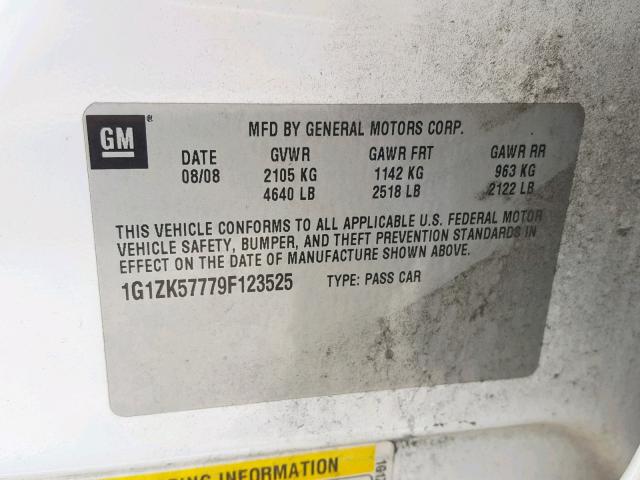 GM
MFD BY GENERAL MOTORS CORP.
DATE GVWR GAWR FRT GAWR RR
08/08 2105 KG 1142 KG 963 KG
4640 LB 2518 LB 2122 LB
THIS VEHICLE CONFORMS TO ALL APPLICABLE U.S. FEDERAL MOTOR
VEHICLE SAFETY, BUMPER, AND THEFT PREVENTION STANDARDS IN
EFFECT ON THE DATE OF MANUFACTURE SHOWN ABOVE.
1G1ZK57779F123525 TYPE: PASS CAR
INFORMATION